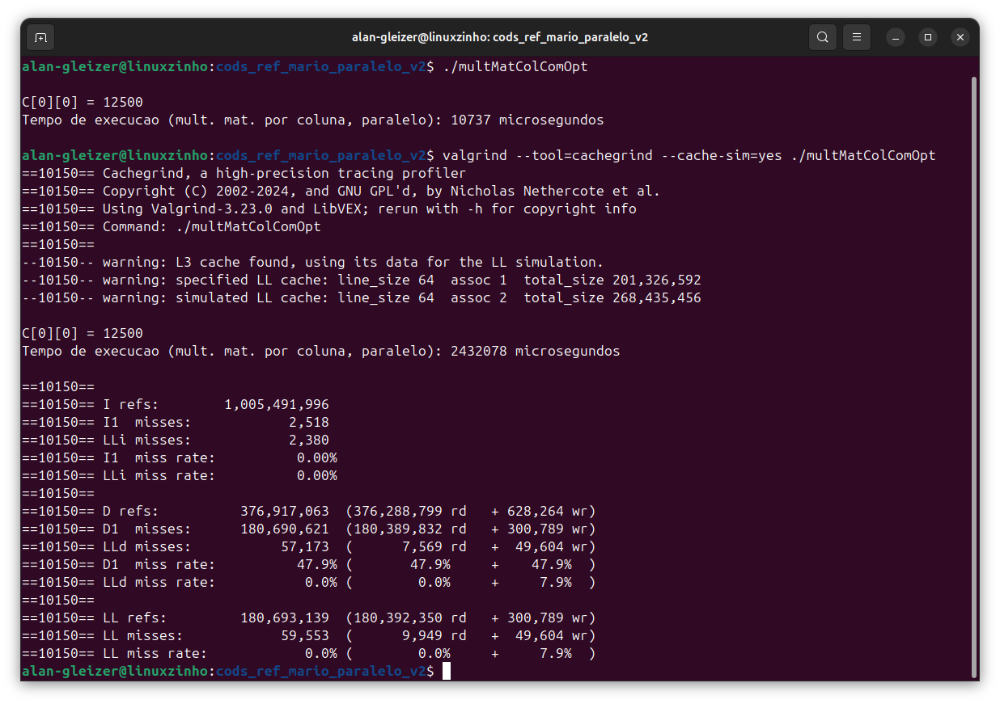 alan-gleizer@linuxzinho: cods_ref_mario_paralelo_v2
alan-gleizer@linuxzinho:cods_ref_mario_paralelo_v2$ ./multMatColComOpt
C[0][0] = 12500
Tempo de execucao (mult. mat. por coluna, paralelo): 10737 microsegundos
alan-gleizer@linuxzinho:cods_ref_mario_paralelo_v2$ valgrind --tool=cachegrind --cache-sim=yes ./multMatColComOpt
==10150== Cachegrind, a high-precision tracing profiler
==10150== Copyright (C) 2002-2024, and GNU GPL'd, by Nicholas Nethercote et al.
==10150== Using Valgrind-3.23.0 and LibVEX; rerun with -h for copyright info
==10150== Command: ./multMatColComOpt
==10150==
--10150-- warning: L3 cache found, using its data for the LL simulation.
--10150-- warning: specified LL cache: line_size 64  assoc 1  total_size 201,326,592
--10150-- warning: simulated LL cache: line_size 64  assoc 2  total_size 268,435,456
C[0][0] = 12500
Tempo de execucao (mult. mat. por coluna, paralelo): 2432078 microsegundos
==10150==
==10150== I refs:        1,005,491,996
==10150== I1  misses:            2,518
==10150== LLi misses:            2,380
==10150== I1  miss rate:          0.00%
==10150== LLi miss rate:          0.00%
==10150==
==10150== D refs:          376,917,063  (376,288,799 rd   + 628,264 wr)
==10150== D1  misses:      180,690,621  (180,389,832 rd   + 300,789 wr)
==10150== LLd misses:           57,173  (      7,569 rd   +  49,604 wr)
==10150== D1  miss rate:          47.9% (       47.9%     +    47.9%  )
==10150== LLd miss rate:           0.0% (        0.0%     +     7.9%  )
==10150==
==10150== LL refs:         180,693,139  (180,392,350 rd   + 300,789 wr)
==10150== LL misses:            59,553  (      9,949 rd   +  49,604 wr)
==10150== LL miss rate:            0.0% (        0.0%     +     7.9%  )
alan-gleizer@linuxzinho:cods_ref_mario_paralelo_v2$